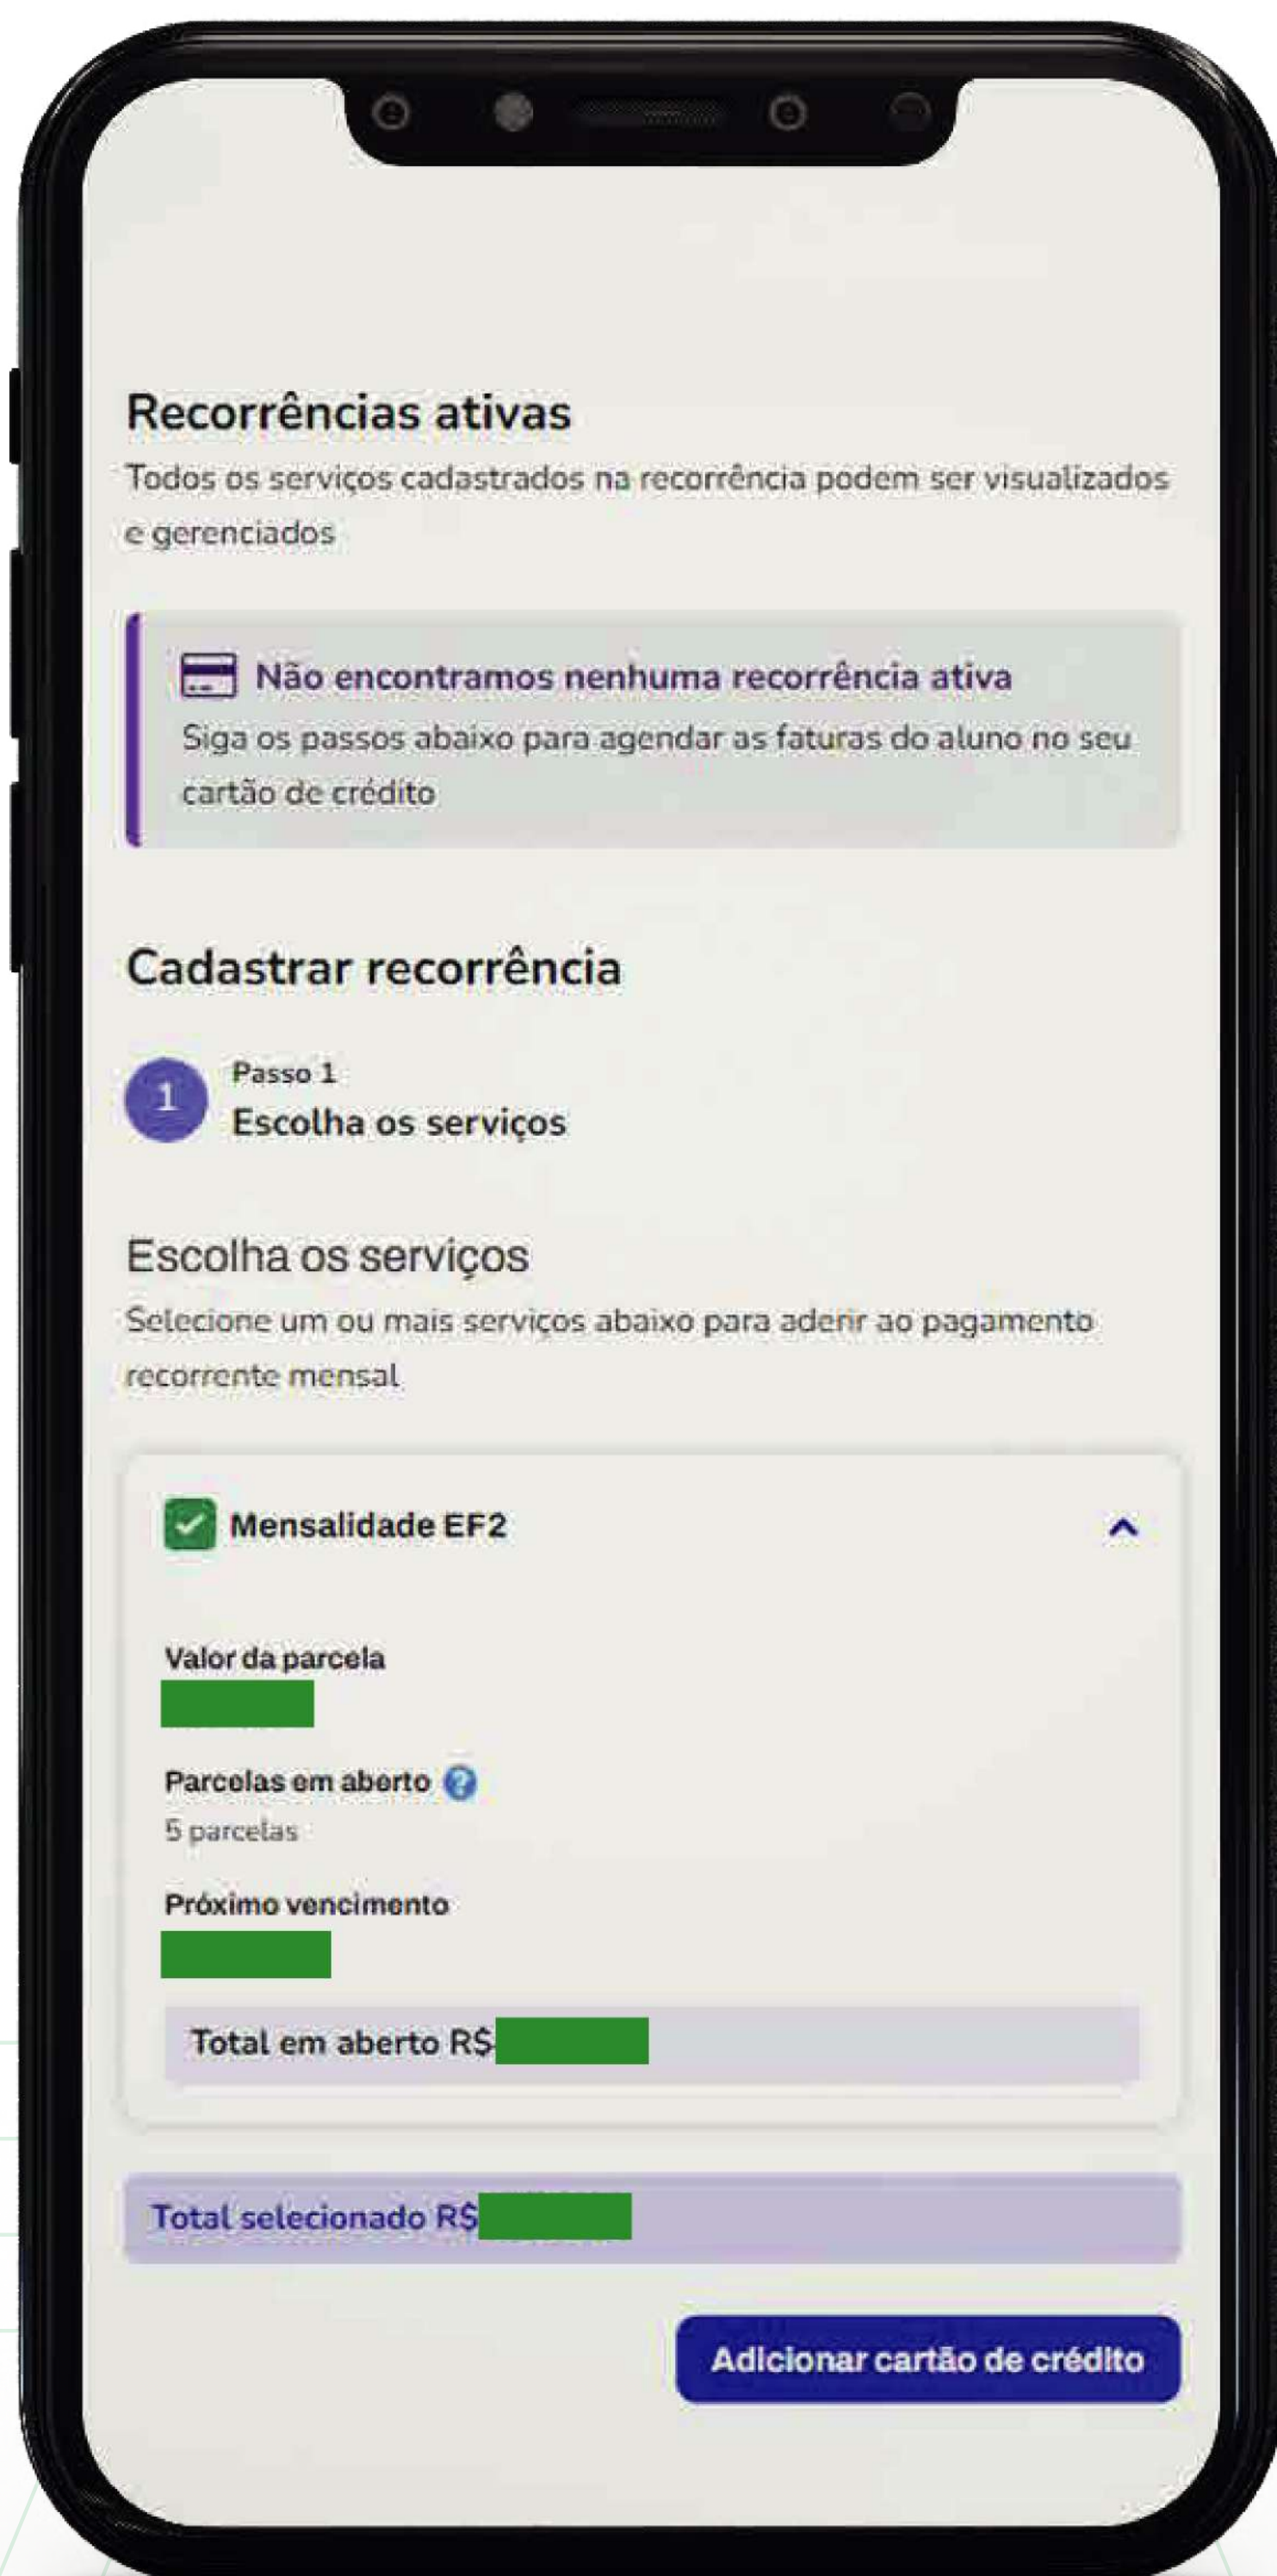 Recorrências ativas
Todos os serviços cadastrados na recorrência podem ser visualizados
e gerenciados
Não encontramos nenhuma recorrência ativa
Siga os passos abaixo para agendar as faturas do aluno no seu
cartão de crédito
Cadastrar recorrência
1
Passo 1
Escolha os serviços
Escolha os serviços
Selecione um ou mais serviços abaixo para aderir ao pagamento
recorrente mensal
Mensalidade EF2
Valor da parcela
Parcelas em aberto ?
5 parcelas
Próximo vencimento
Total em aberto R$
Total selecionado R$
Adicionar cartão de crédito